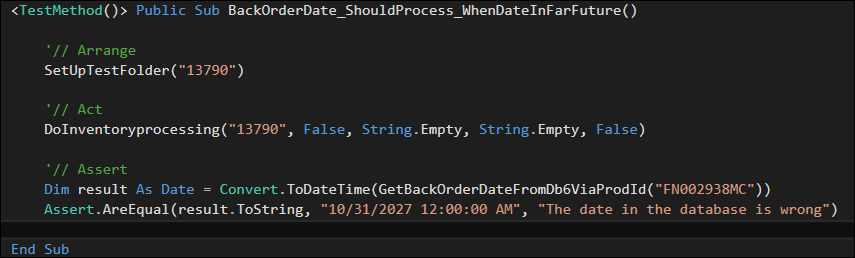 <TestMethod()> Public Sub BackOrderDate_ShouldProcess_WhenDateInFarFuture()
'// Arrange
SetUpTestFolder("13790")
'// Act
DoInventoryprocessing("13790", False, String.Empty, String.Empty, False)
'// Assert
Dim result As Date = Convert.ToDateTime(GetBackOrderDateFromDb6ViaProdId("FN002938MC"))
Assert.AreEqual(result.ToString, "10/31/2027 12:00:00 AM", "The date in the database is wrong")
End Sub